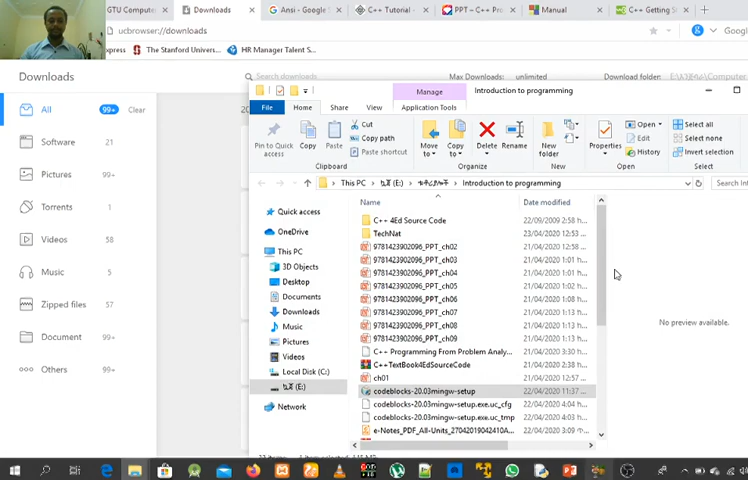 GTU Comput
Downloads
Ansi - Google S
C++ Tutorial -
PPT – C++ Pro
Manual
C++ Getting S
ucbrowser://downloads
Google
xpress
The Stanford Univers...
HR Manager Talent S...
Downloads
Search downloads
Max Downloads: unlimited
Download folder: E:\
Computer
All
99+
Clear
Software
21
Pictures
99+
Torrents
1
Videos
58
Music
5
Zipped files
57
Document
99+
Others
99+
Manage
Introduction to programming
File
Home
Share
View
Application Tools
Pin to Quick access
Copy
Paste
Cut
Copy path
Paste shortcut
Clipboard
Move to
Copy to
Delete
Rename
Organize
New folder
New
Properties
Open
Edit
History
Open
Select all
Select none
Invert selection
Select
This PC
(E:)
Introduction to programming
Search Int
Quick access
OneDrive
This PC
3D Objects
Desktop
Documents
Downloads
Music
Pictures
Videos
Local Disk (C:)
(E:)
Network
Name
Date modified
C++ 4Ed Source Code
22/09/2009 2:58 h...
TechNat
23/04/2020 12:53 ...
9781423902096_PPT_ch02
21/04/2020 12:58 ...
9781423902096_PPT_ch03
21/04/2020 1:01 h...
9781423902096_PPT_ch04
21/04/2020 1:01 h...
9781423902096_PPT_ch05
21/04/2020 1:02 h...
9781423902096_PPT_ch06
21/04/2020 1:08 h...
9781423902096_PPT_ch07
21/04/2020 1:13 h...
9781423902096_PPT_ch08
21/04/2020 1:13 h...
9781423902096_PPT_ch09
21/04/2020 1:13 h...
C++ Programming From Problem Analy...
21/04/2020 3:30 h...
C++TextBook4EdSourceCode
21/04/2020 2:38 h...
ch01
21/04/2020 12:57 ...
codeblocks-20.03mingw-setup
22/04/2020 11:37 ...
codeblocks-20.03mingw-setup.exe.uc_cfg
22/04/2020 4:04 h...
codeblocks-20.03mingw-setup.exe.uc_tmp
22/04/2020 4:03 h...
e-Notes_PDF_All-Units_27042019042410A...
21/04/2020 12:33 ...
No preview available.